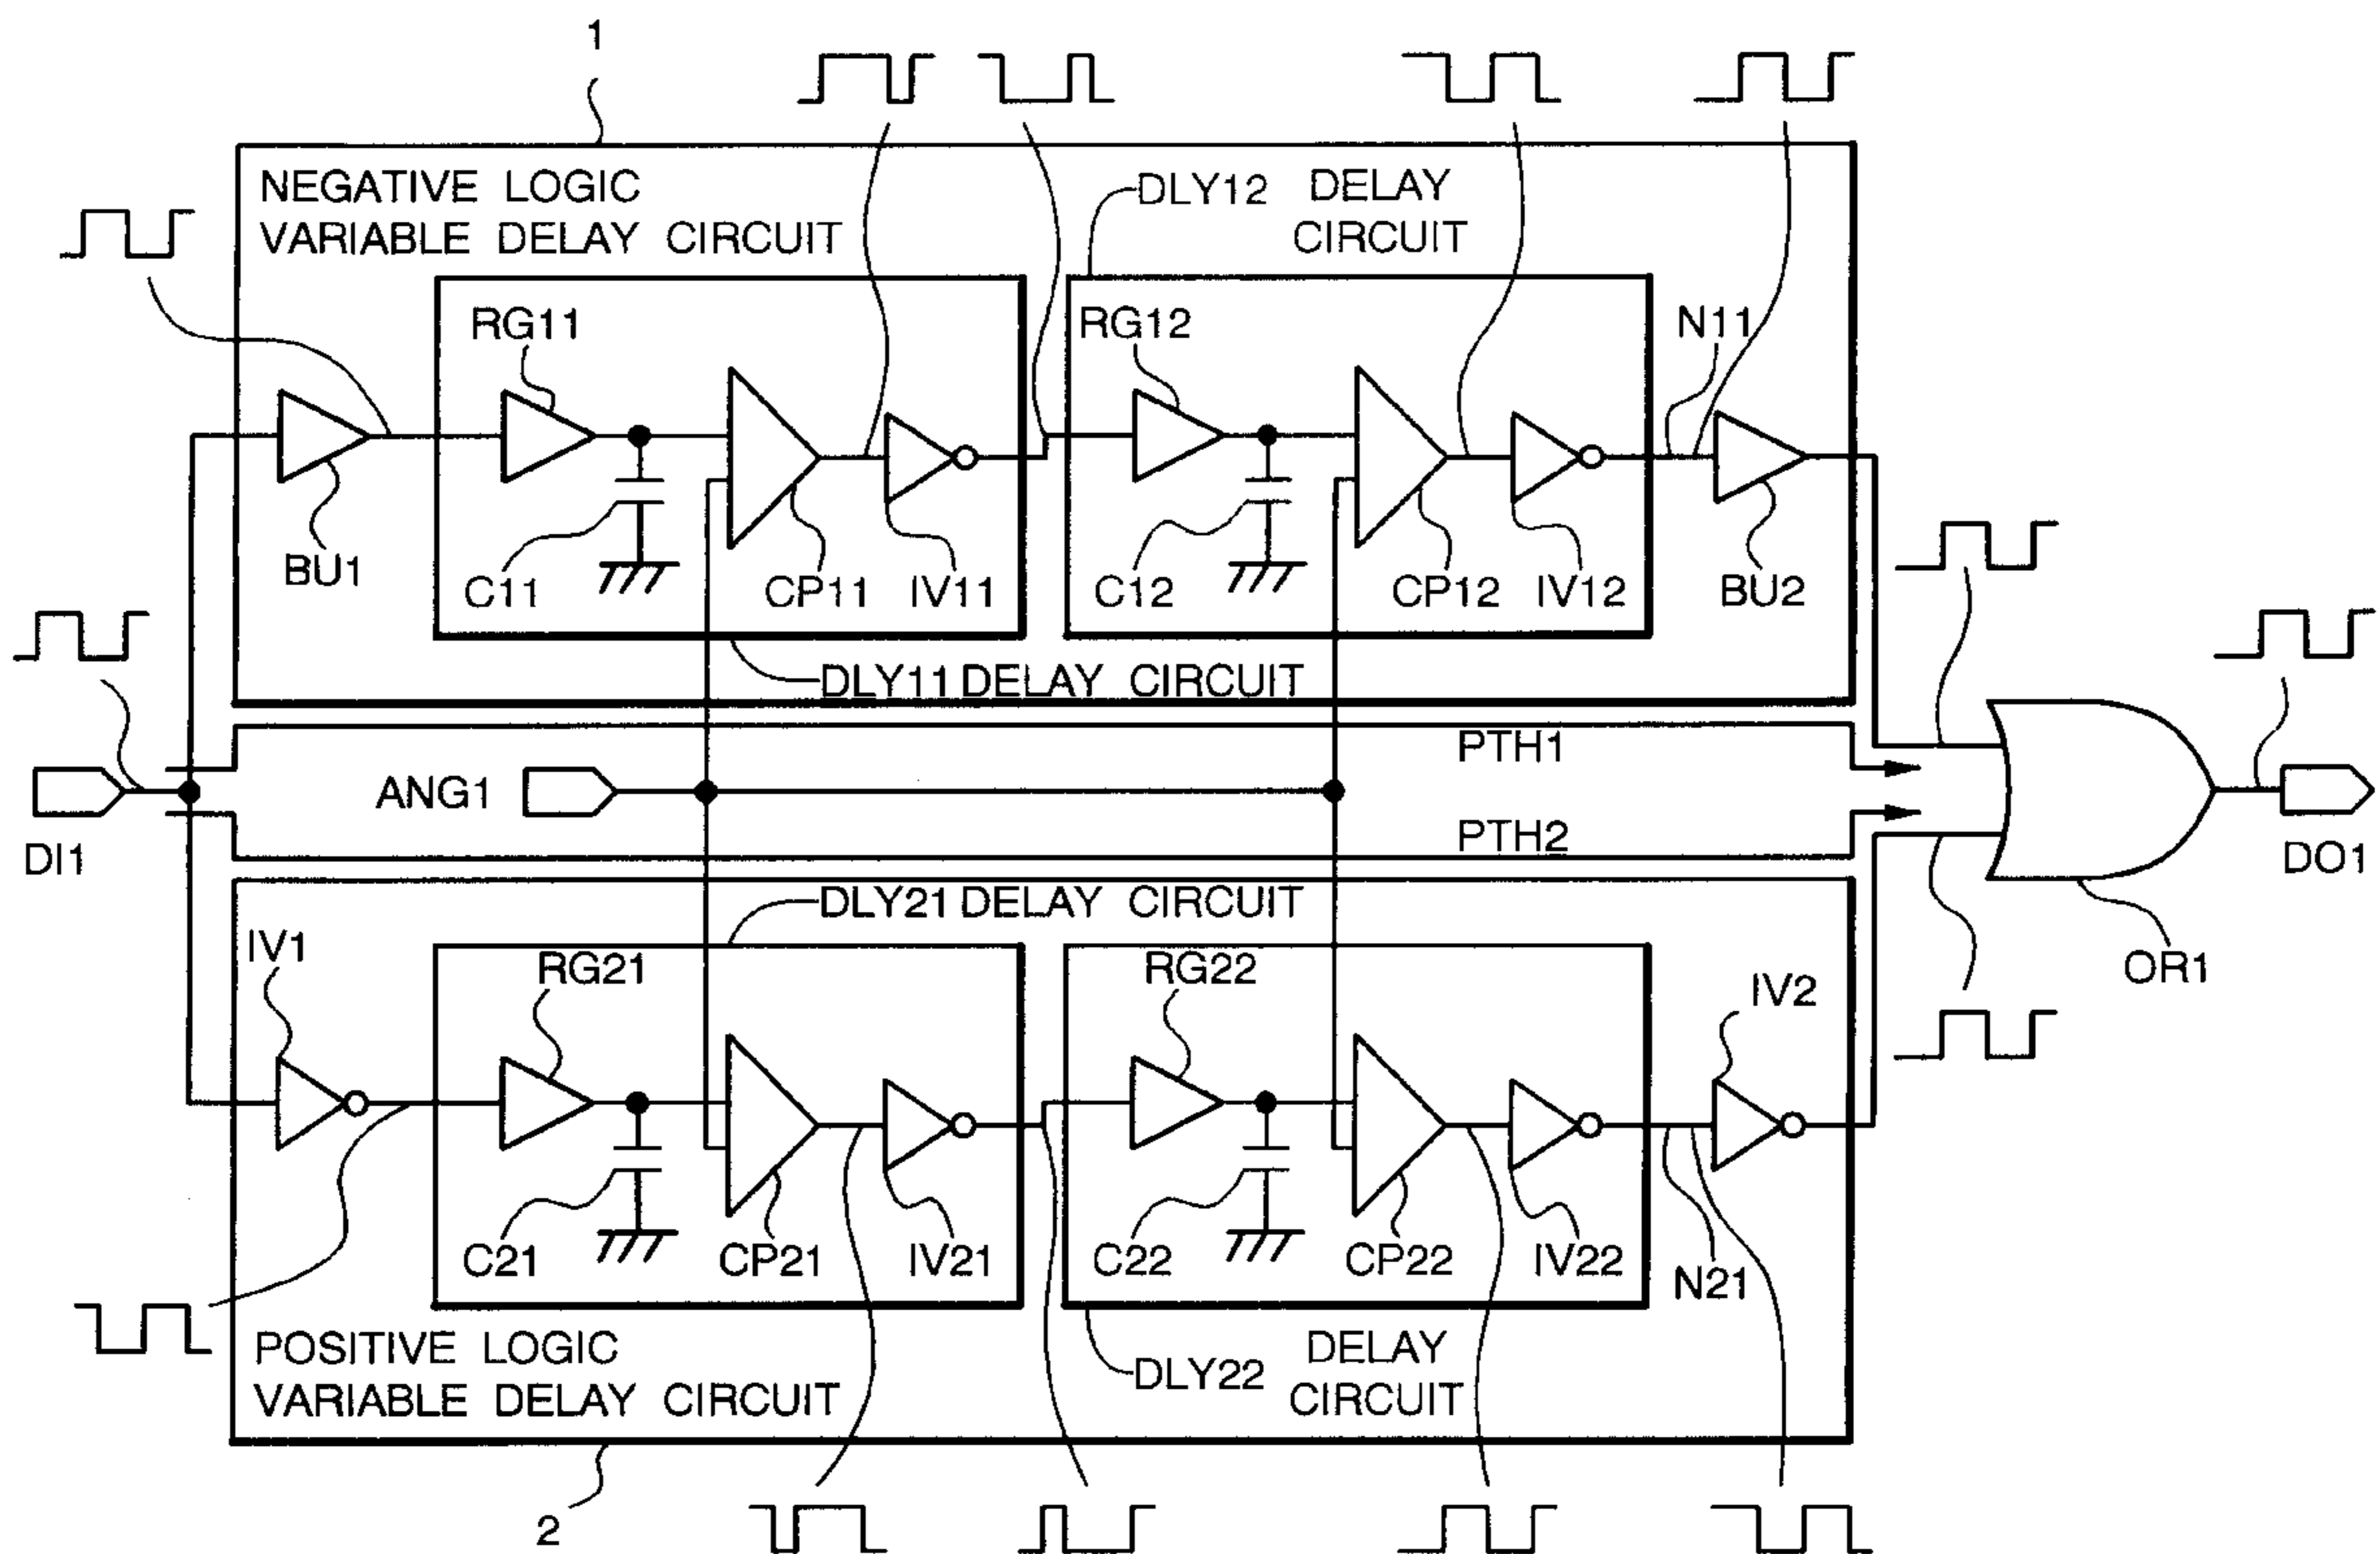 1
NEGATIVE LOGIC
VARIABLE DELAY CIRCUIT
DLY12
DELAY
CIRCUIT
RG11
RG12
N11
BU1
C11
CP11
IV11
C12
CP12
IV12
BU2
DLY11 DELAY CIRCUIT
PTH1
ANG1
PTH2
DI1
DO1
DLY21 DELAY CIRCUIT
IV1
RG21
RG22
IV2
OR1
C21
CP21
IV21
C22
CP22
IV22
N21
POSITIVE LOGIC
VARIABLE DELAY CIRCUIT
DLY22
DELAY
CIRCUIT
2